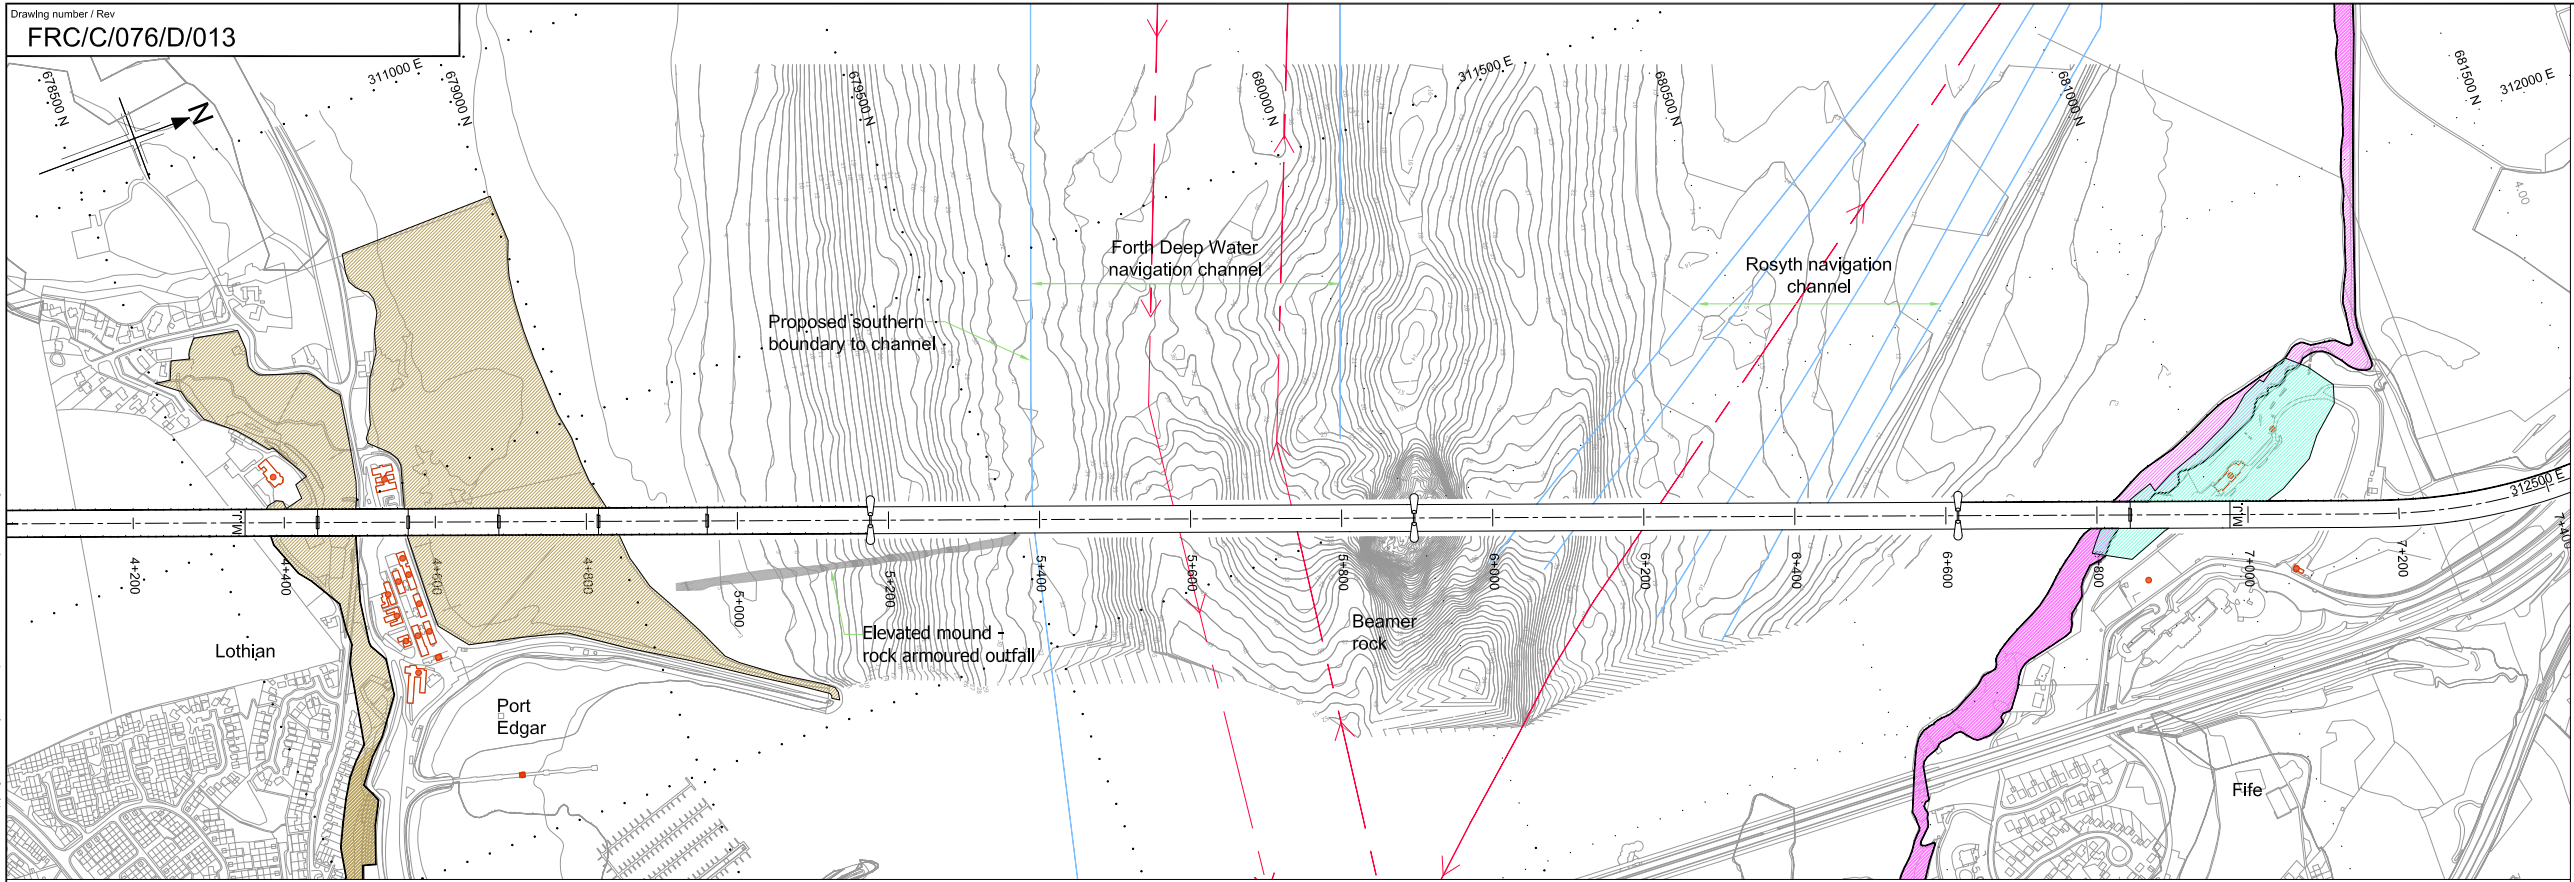 Drawing number / Rev
FRC/C/076/D/013
678500 N
311000 E
679000 N
679500 N
680000 N
311500 E
680500 N
681000 N
681500 N
312000 E
N
4.00
Forth Deep Water
navigation channel
Rosyth navigation
channel
Proposed southern
boundary to channel
312500 E
M.J.
M.J.
4+200
4+400
4+600
4+800
5+000
5+200
5+400
5+600
5+800
6+000
6+200
6+400
6+600
6+800
7+000
7+200
7+400
Elevated mound -
rock armoured outfall
Beamer
rock
Lothian
Port
Edgar
Fife